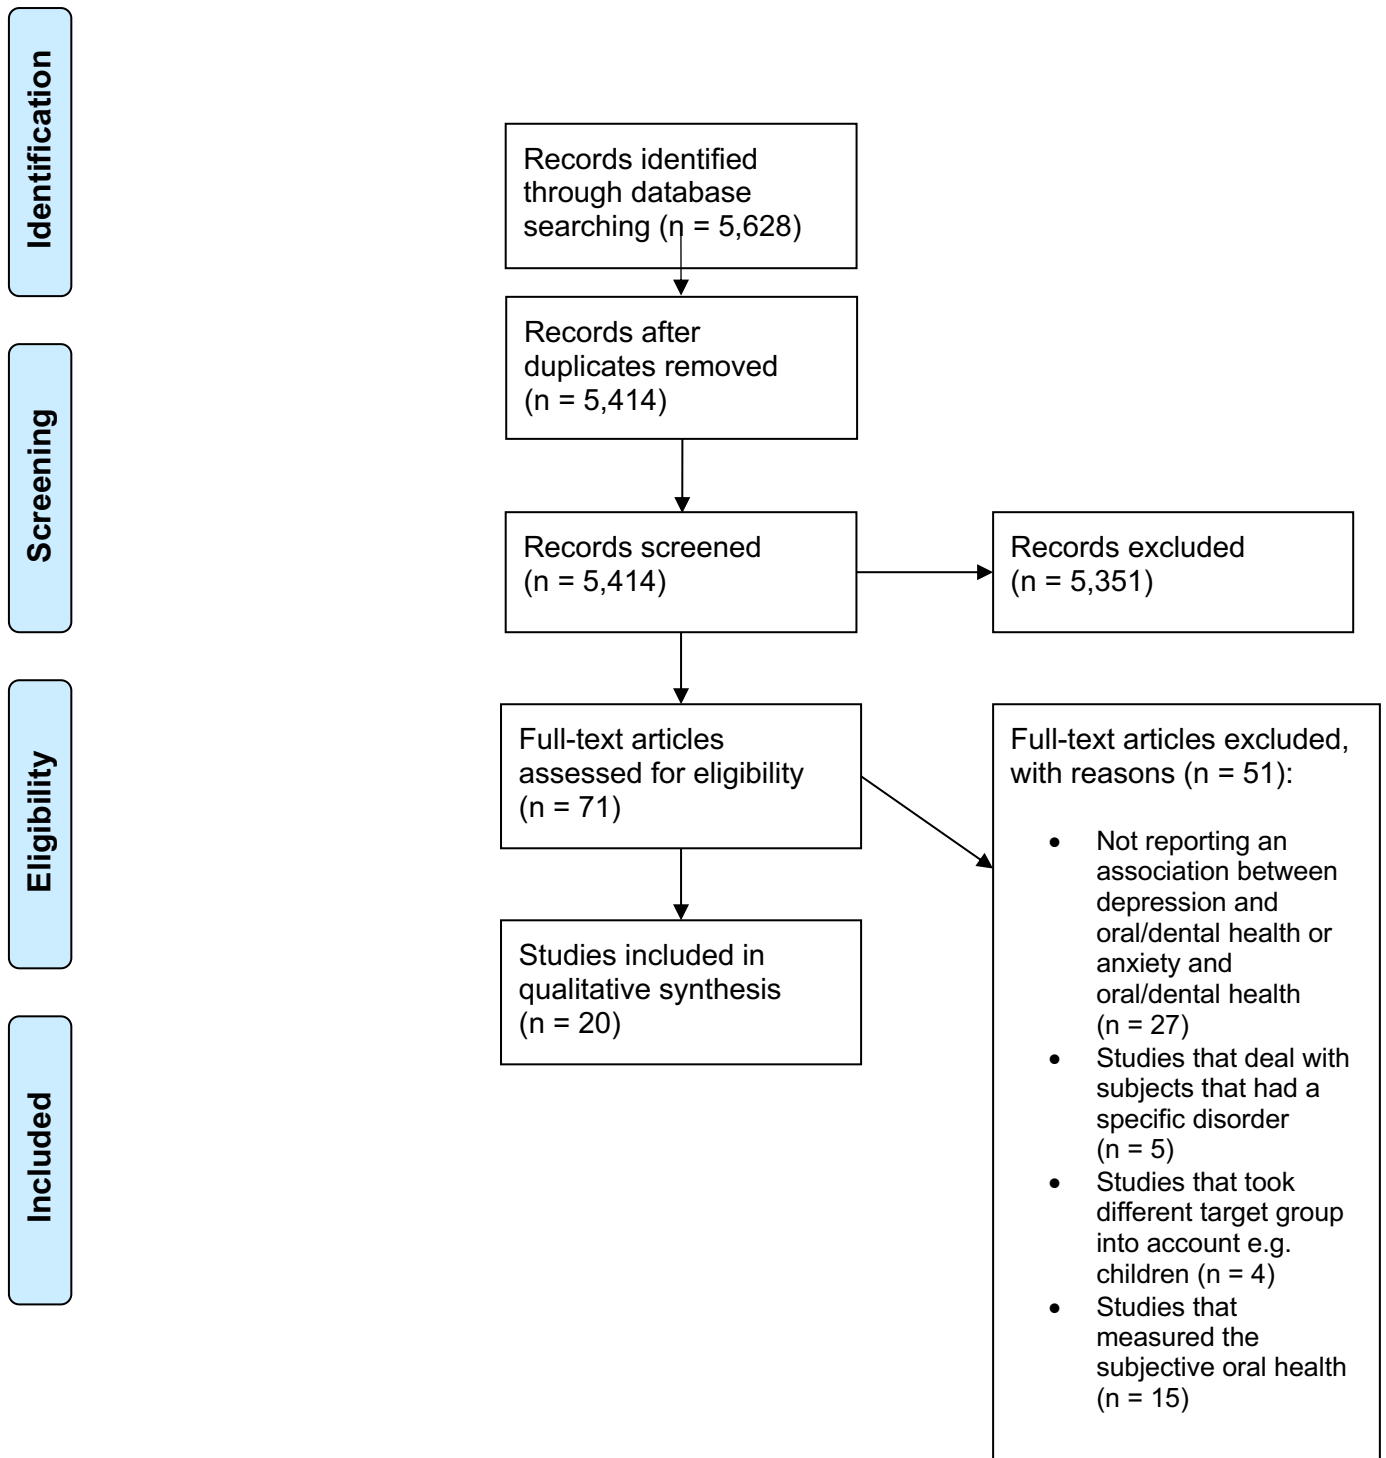 Identification
Records identified
through database
searching (n = 5,628)
Records after
duplicates removed
(n = 5,414)
Screening
Records screened
(n = 5,414)
Records excluded
(n = 5,351)
Eligibility
Full-text articles
assessed for eligibility
(n = 71)
Full-text articles excluded,
with reasons (n = 51):
• Not reporting an
association between
depression and
oral/dental health or
anxiety and
oral/dental health
(n = 27)
• Studies that deal with
subjects that had a
specific disorder
(n = 5)
• Studies that took
different target group
into account e.g.
children (n = 4)
• Studies that
measured the
subjective oral health
(n = 15)
Studies included in
qualitative synthesis
(n = 20)
Included